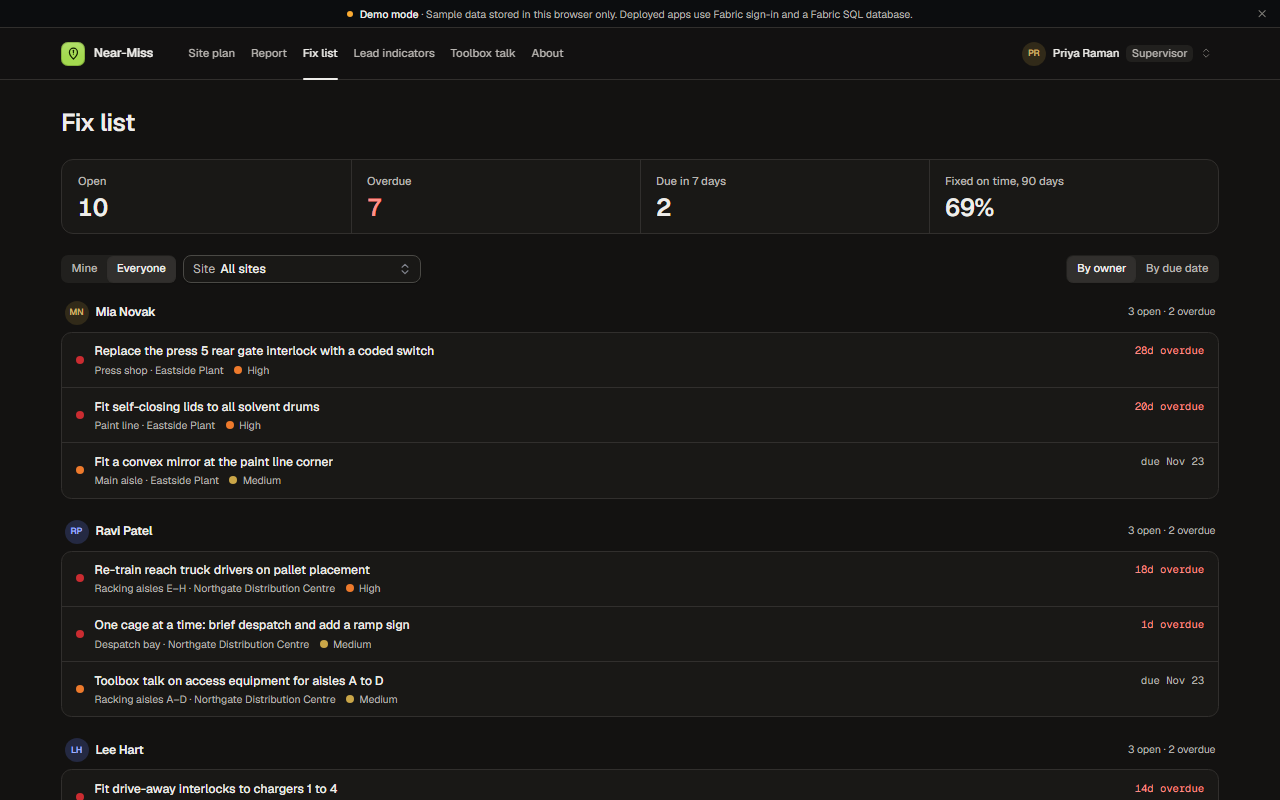 Demo mode · Sample data stored in this browser only. Deployed apps use Fabric sign-in and a Fabric SQL database.
Near-Miss
Site plan
Report
Fix list
Lead indicators
Toolbox talk
About
PR
Priya Raman
Supervisor
Fix list
Open
10
Overdue
7
Due in 7 days
2
Fixed on time, 90 days
69%
Mine
Everyone
Site All sites
By owner
By due date
MN
Mia Novak
3 open · 2 overdue
Replace the press 5 rear gate interlock with a coded switch
28d overdue
Press shop · Eastside Plant
High
Fit self-closing lids to all solvent drums
20d overdue
Paint line · Eastside Plant
High
Fit a convex mirror at the paint line corner
due Nov 23
Main aisle · Eastside Plant
Medium
RP
Ravi Patel
3 open · 2 overdue
Re-train reach truck drivers on pallet placement
18d overdue
Racking aisles E–H · Northgate Distribution Centre
High
One cage at a time: brief despatch and add a ramp sign
1d overdue
Despatch bay · Northgate Distribution Centre
Medium
Toolbox talk on access equipment for aisles A to D
due Nov 23
Racking aisles A–D · Northgate Distribution Centre
Medium
LH
Lee Hart
3 open · 2 overdue
Fit drive-away interlocks to chargers 1 to 4
14d overdue